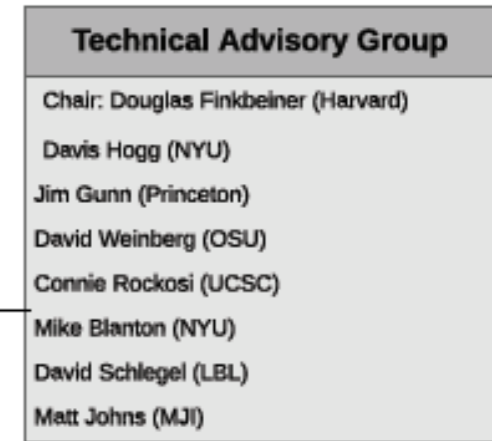 Technical Advisory Group
Chair: Douglas Finkbeiner (Harvard)
Davis Hogg (NYU)
Jim Gunn (Princeton)
David Weinberg (OSU)
Connie Rockosi (UCSC)
Mike Blanton (NYU)
David Schlegel (LBL)
Matt Johns (MJI)